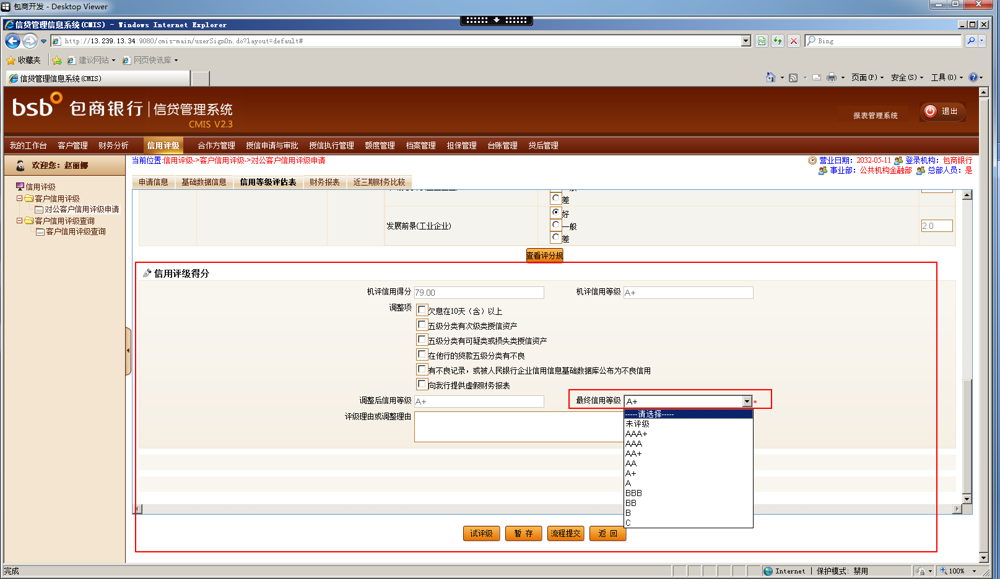 包商开发 - Desktop Viewer
信贷管理信息系统(CMIS) - Windows Internet Explorer
http://13.239.13.34:9080/cmis-main/userSignOn.do?layout=default#
Bing
收藏夹
建议网站
网页快讯库
信贷管理信息系统(CMIS)
页面(P)
安全(S)
工具(O)
bsb 包商银行 信贷管理系统
CMIS V2.3
报表管理系统
退出
我的工作台 客户管理 财务分析 信用评级 合作方管理 授信申请与审批 授信执行管理 额度管理 档案管理 担保管理 台账管理 贷后管理
欢迎您：赵丽娜
当前位置:信用评级->客户信用评级->对公客户信用评级申请
营业日期：2032-05-11 登录机构：包商银行
事业部：公共机构金融部 总部人员：是
信用评级
客户信用评级
对公客户信用评级申请
客户信用评级查询
客户信用评级查询
申请信息 基础数据信息 信用等级评估表 财务报表 近三期财务比较
差
发展前景(工业企业)
好
一般
差
2.0
查看评分规
信用评级得分
机评信用得分 79.00 机评信用等级 A+
调整项
欠息在10天（含）以上
五级分类有次级类授信资产
五级分类有可疑类或损失类授信资产
在他行的贷款五级分类有不良
有不良记录，或被人民银行企业信用信息基础数据库公布为不良信用
向我行提供虚假财务报表
调整后信用等级 A+ 最终信用等级 A+ *
评级理由或调整理由
-----请选择-----
未评级
AAA+
AAA
AA+
AA
A+
A
BBB
BB
B
C
试评级 暂 存 流程提交 返 回
完成
Internet | 保护模式: 禁用
100%